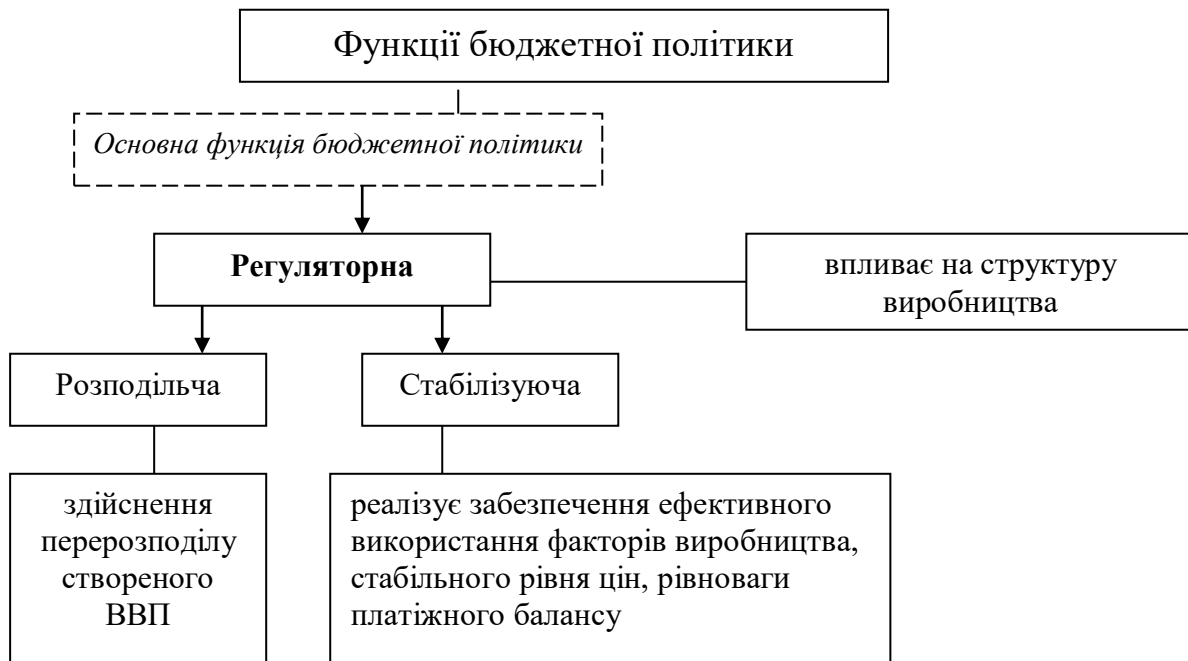 Функції бюджетної політики
Основна функція бюджетної політики
Регуляторна
впливає на структуру
виробництва
Розподільча
Стабілізуюча
здійснення
перерозподілу
створеного
ВВП
реалізує забезпечення ефективного
використання факторів виробництва,
стабільного рівня цін, рівноваги
платіжного балансу